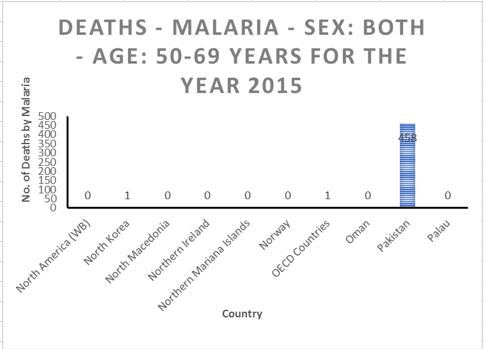 DEATHS - MALARIA - SEX: BOTH
- AGE: 50-69 YEARS FOR THE
YEAR 2015
No. of Deaths by Malaria
500
450
400
350
300
250
200
150
100
50
0
0
1
0
0
0
0
1
0
458
0
North America (WB)
North Korea
North Macedonia
Northern Ireland
Northern Mariana Islands
Norway
OECD Countries
Oman
Pakistan
Palau
Country